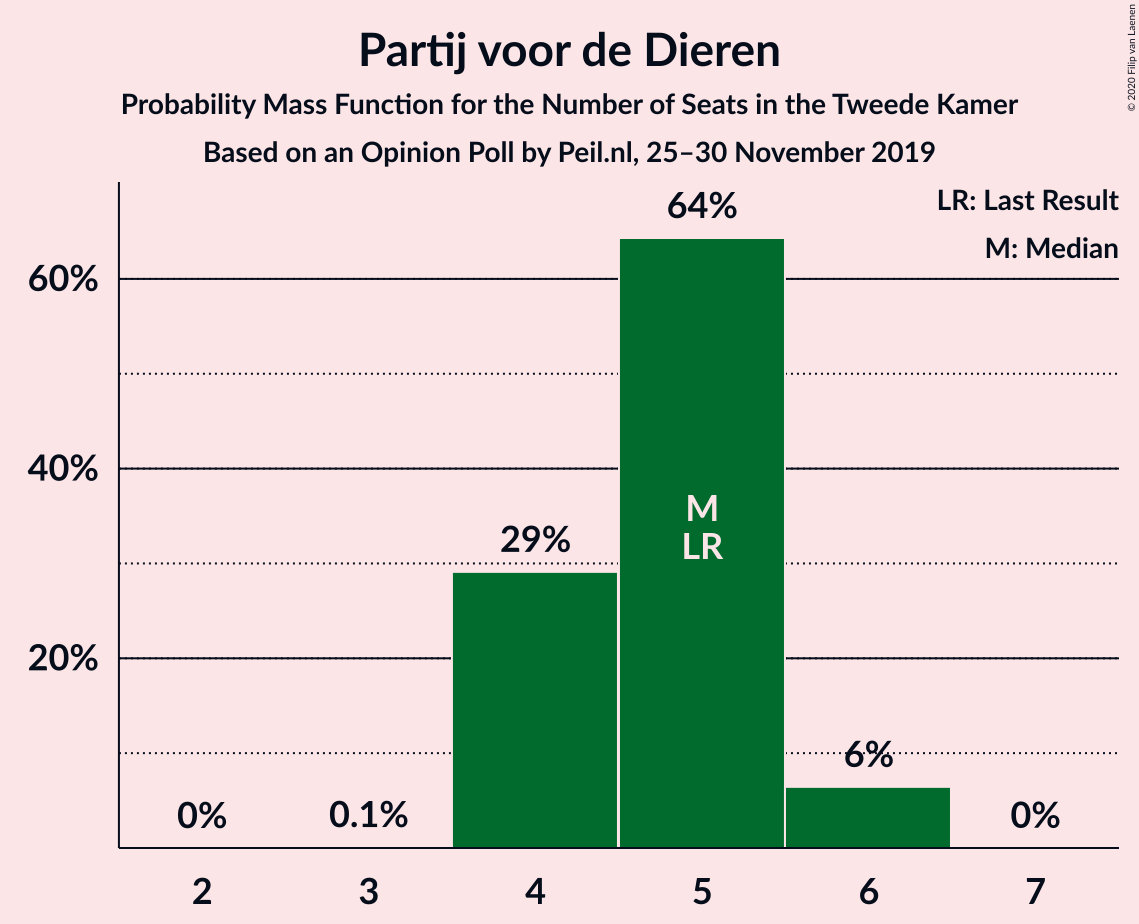 Partij voor de Dieren
Probability Mass Function for the Number of Seats in the Tweede Kamer
Based on an Opinion Poll by Peil.nl, 25–30 November 2019
© 2020 Filip van Laenen
LR: Last Result
M: Median
64%
60%
40%
M
LR
29%
20%
6%
0%
0.1%
0%
2
3
4
5
6
7